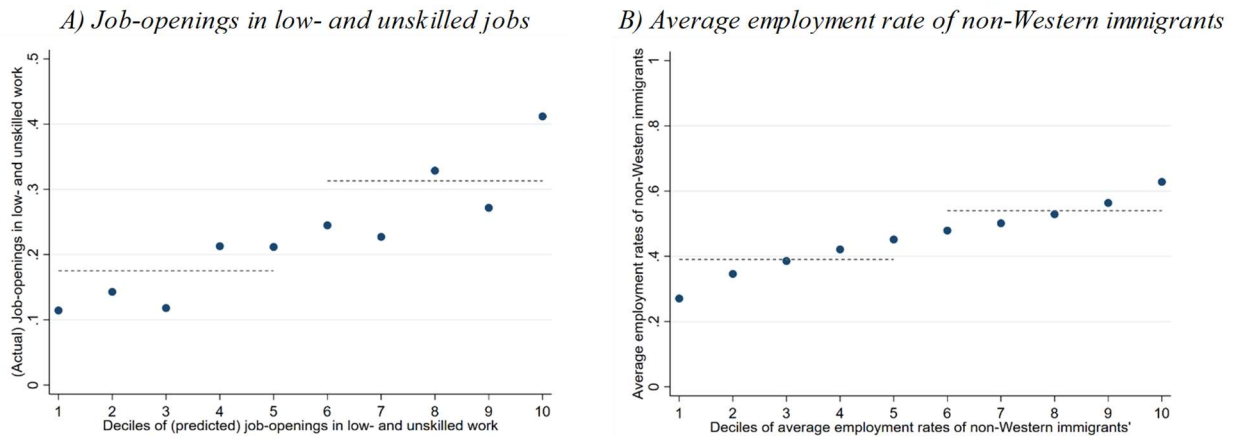 A) Job-openings in low- and unskilled jobs
(Actual) Job-openings in low- and unskilled work
.5
.4
.3
.2
.1
0
1 2 3 4 5 6 7 8 9 10
Deciles of (predicted) job-openings in low- and unskilled work
B) Average employment rate of non-Western immigrants
Average employment rates of non-Western immigrants
1
.8
.6
.4
.2
0
1 2 3 4 5 6 7 8 9 10
Deciles of average employment rates of non-Western immigrants'